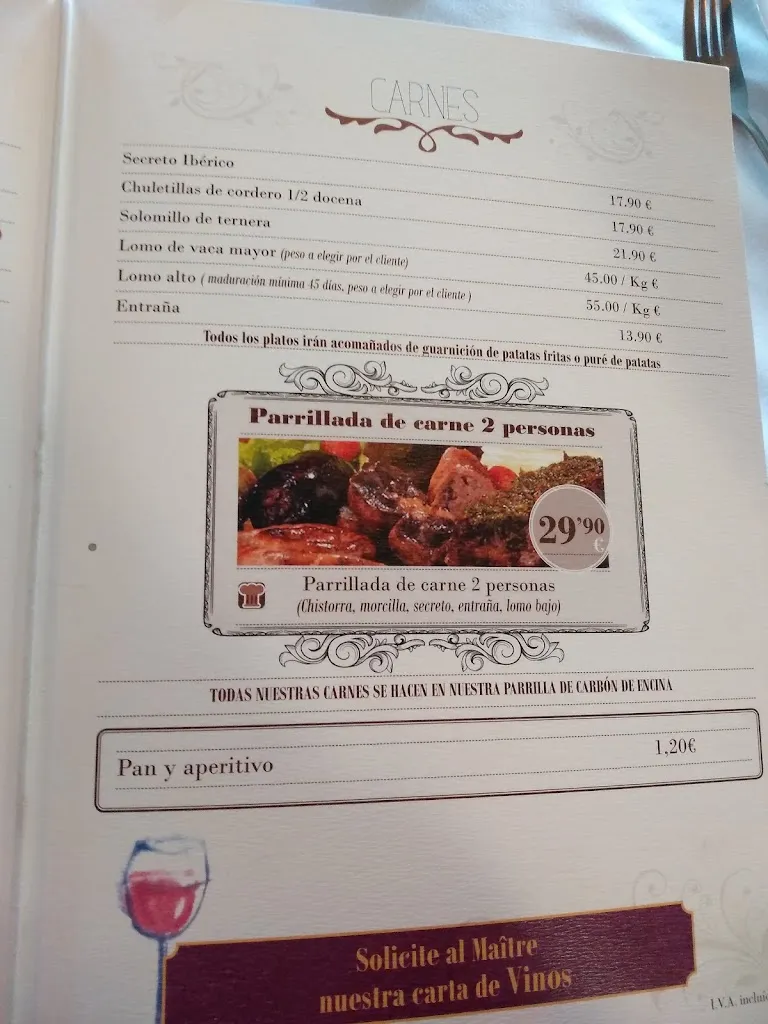 CARNES
Secreto Ibérico 17.90 €
Chuletillas de cordero 1/2 docena 17.90 €
Solomillo de ternera 21.90 €
Lomo de vaca mayor (peso a elegir por el cliente) 45.00 / Kg €
Lomo alto ( maduración mínima 45 días, peso a elegir por el cliente ) 55.00 / Kg €
Entraña 13.90 €
Todos los platos irán acomañados de guarnición de patatas fritas o puré de patatas
Parrillada de carne 2 personas
29'90 €
Parrillada de carne 2 personas
(Chistorra, morcilla, secreto, entraña, lomo bajo)
TODAS NUESTRAS CARNES SE HACEN EN NUESTRA PARRILLA DE CARBÓN DE ENCINA
Pan y aperitivo 1,20€
Solicite al Maître
nuestra carta de Vinos
I.V.A.